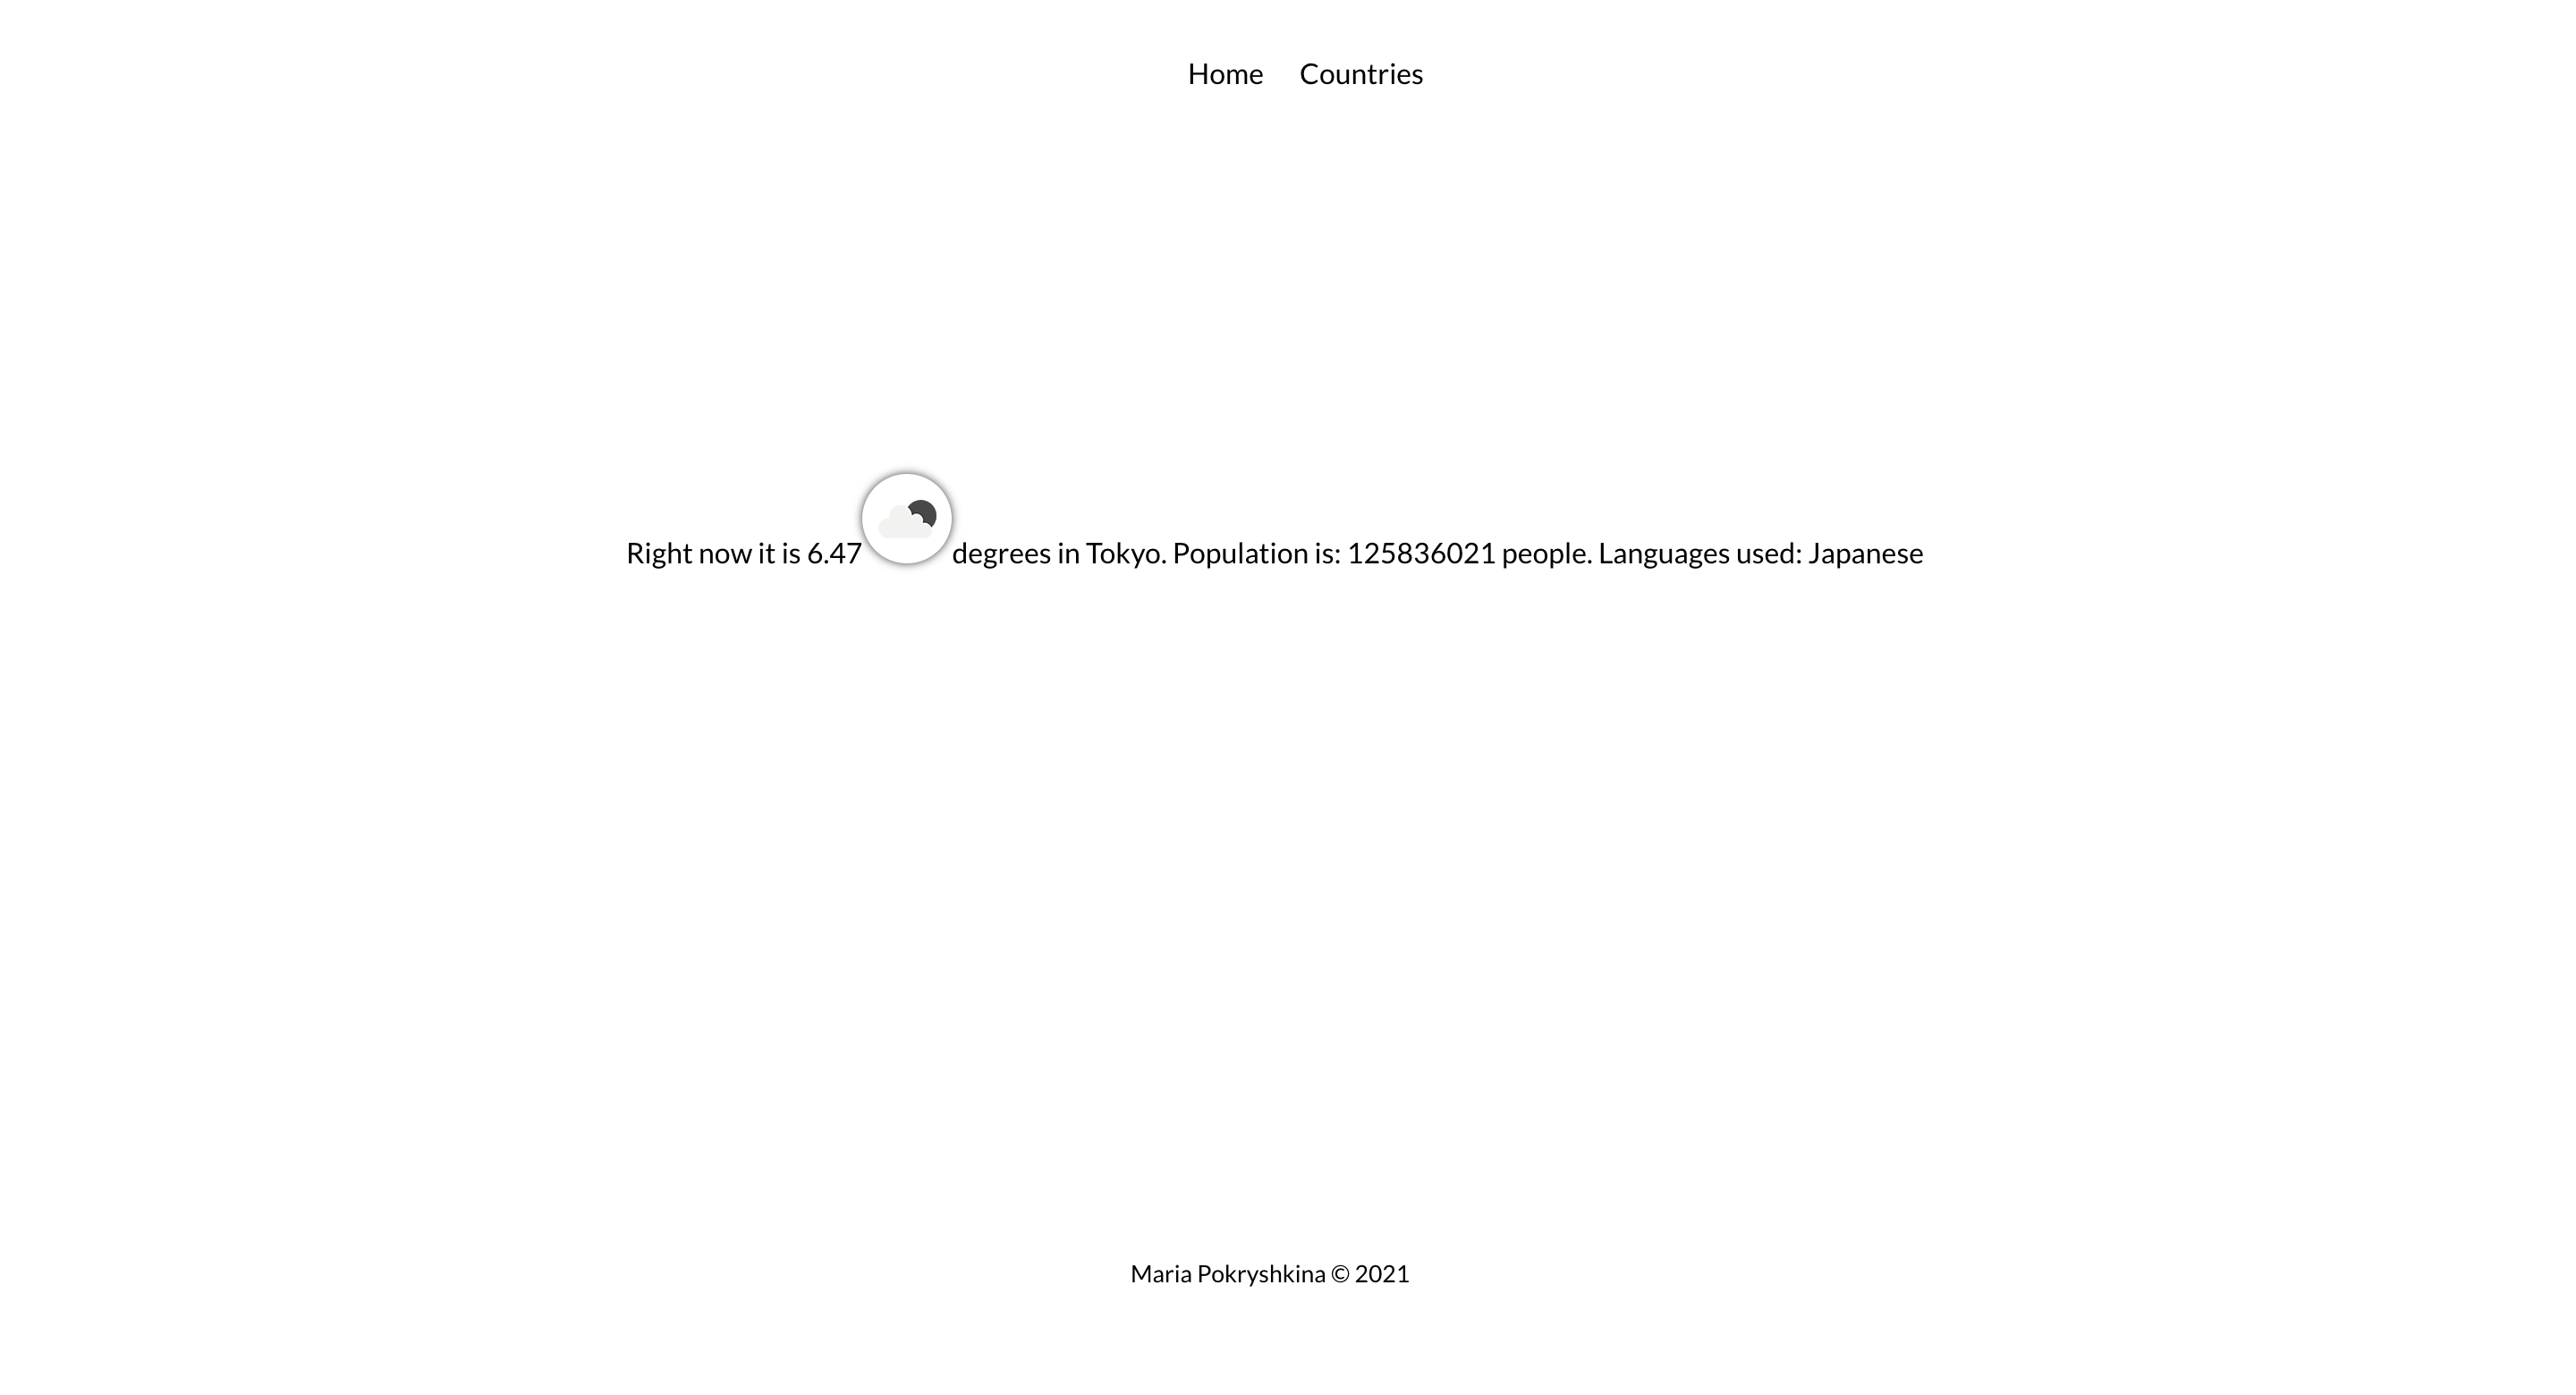 Home Countries
Right now it is 6.47 degrees in Tokyo. Population is: 125836021 people. Languages used: Japanese
Maria Pokryshkina © 2021